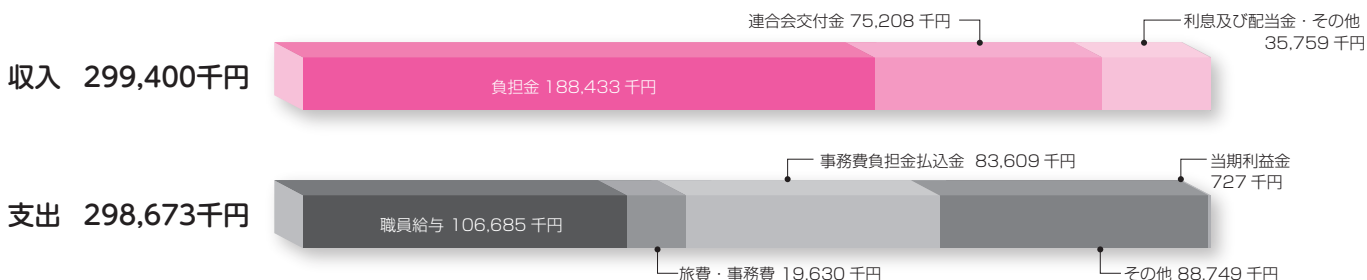 連合会交付金 75,208 千円
利息及び配当金・その他
35,759 千円
収入 299,400千円
負担金 188,433 千円
事務費負担金払込金 83,609 千円
当期利益金
727 千円
支出 298,673千円
職員給与 106,685 千円
旅費・事務費 19,630 千円
その他 88,749 千円